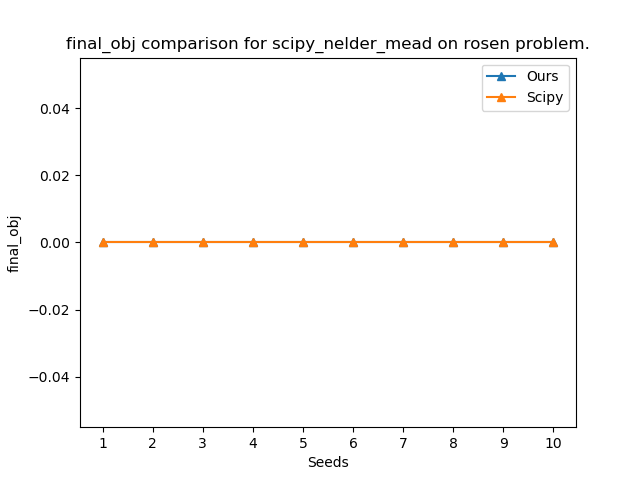 final_obj comparison for scipy_nelder_mead on rosen problem.
Ours
Scipy
0.04
0.02
0.00
−0.02
−0.04
final_obj
1 2 3 4 5 6 7 8 9 10
Seeds